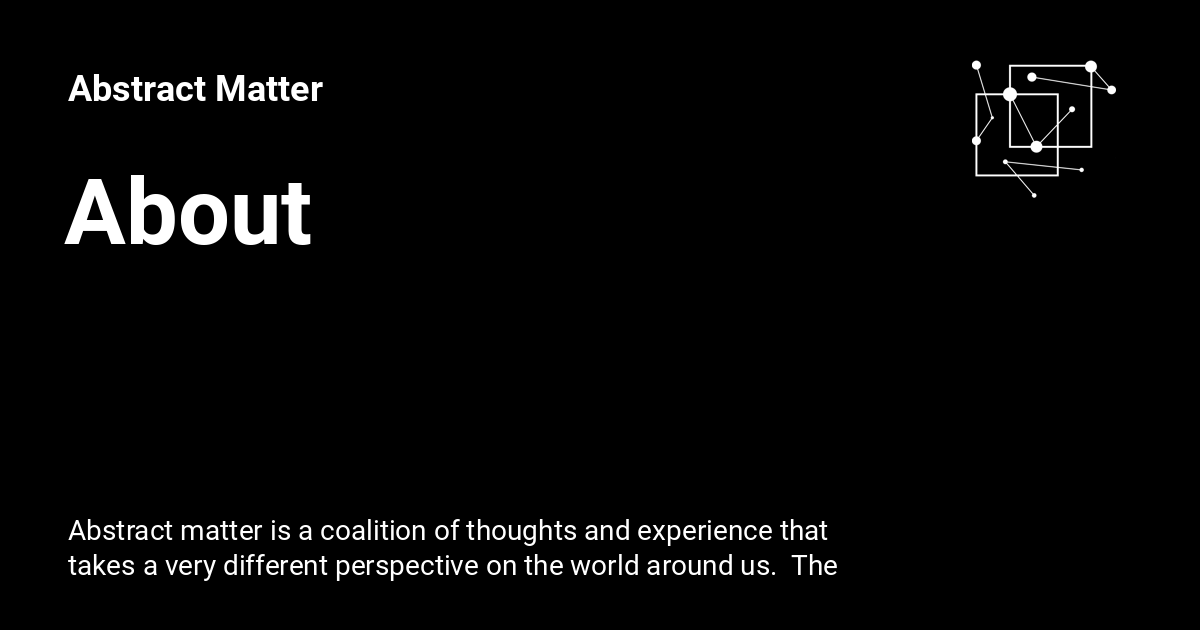 Abstract Matter
About
Abstract matter is a coalition of thoughts and experience that
takes a very different perspective on the world around us.  The